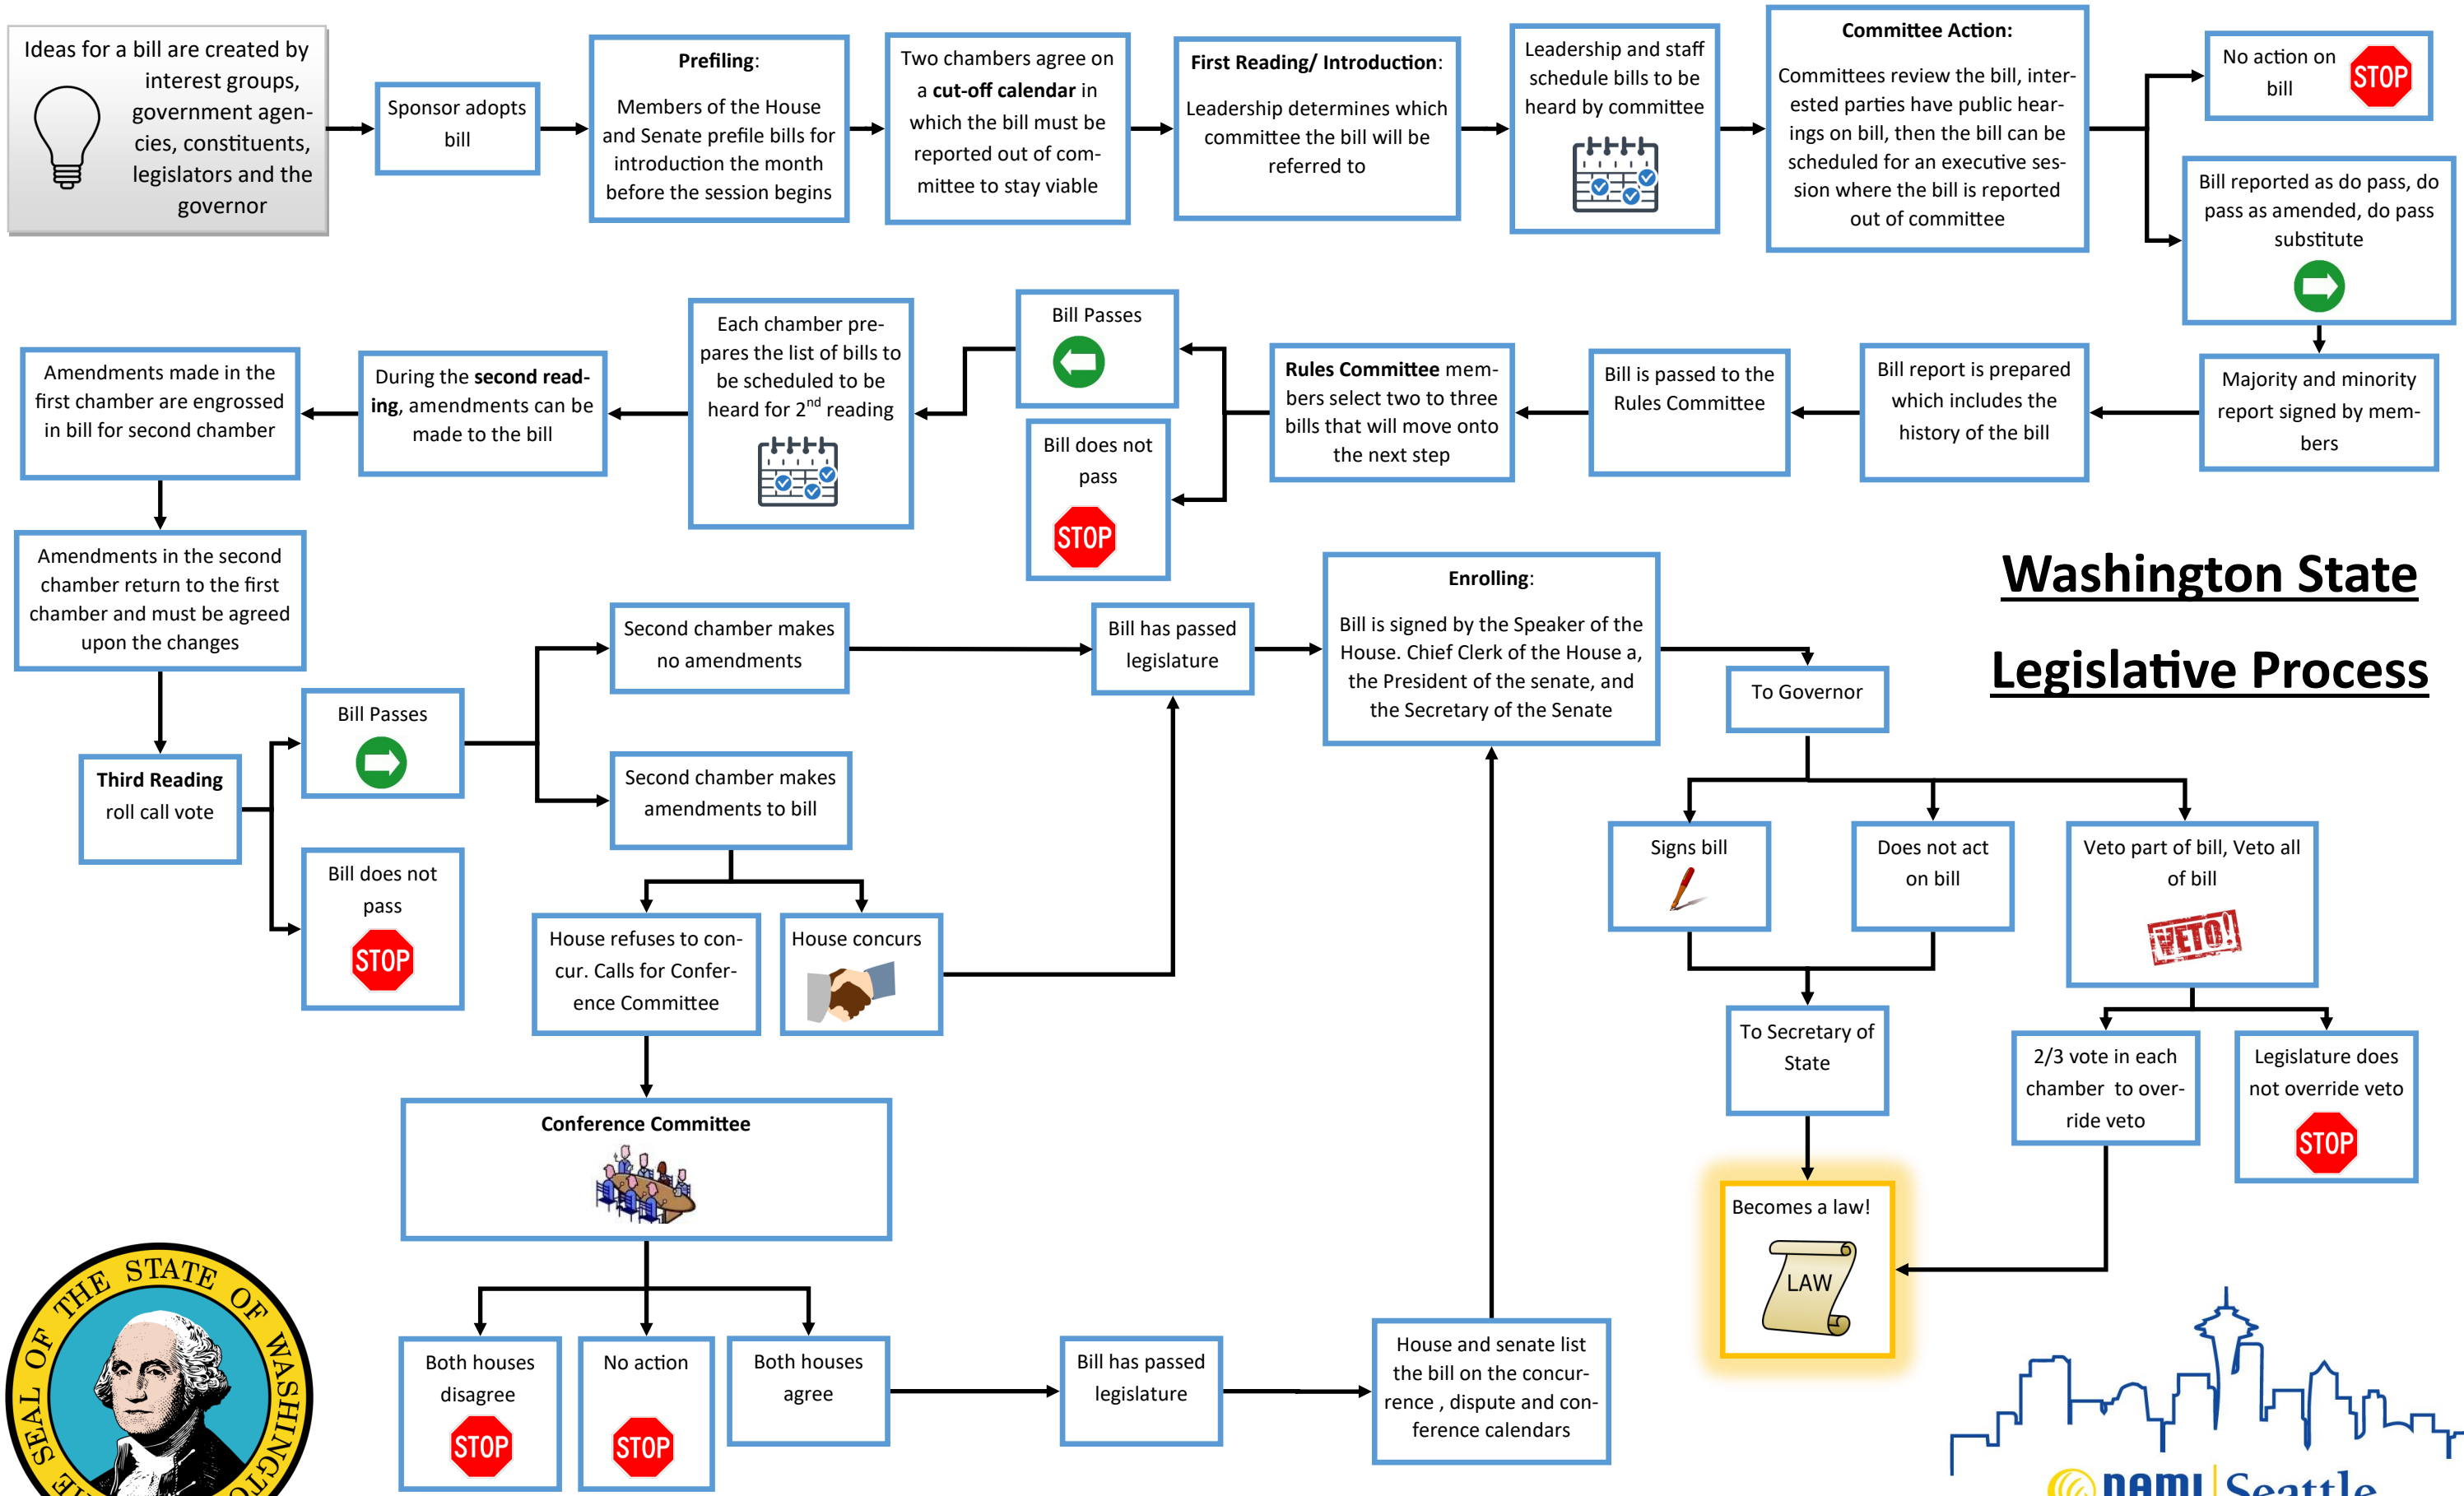 Ideas for a bill are created by
interest groups,
government agen-
cies, constituents,
legislators and the
governor
Sponsor adopts
bill
Prefiling:
Members of the House
and Senate prefile bills for
introduction the month
before the session begins
Two chambers agree on
a cut-off calendar in
which the bill must be
reported out of com-
mittee to stay viable
First Reading/ Introduction:
Leadership determines which
committee the bill will be
referred to
Leadership and staff
schedule bills to be
heard by committee
Committee Action:
Committees review the bill, inter-
ested parties have public hear-
ings on bill, then the bill can be
scheduled for an executive ses-
sion where the bill is reported
out of committee
No action on
bill
STOP
Bill reported as do pass, do
pass as amended, do pass
substitute
Majority and minority
report signed by mem-
bers
Bill report is prepared
which includes the
history of the bill
Bill is passed to the
Rules Committee
Rules Committee mem-
bers select two to three
bills that will move onto
the next step
Bill Passes
Bill does not
pass
STOP
Each chamber pre-
pares the list of bills to
be scheduled to be
heard for 2nd reading
During the second read-
ing, amendments can be
made to the bill
Amendments made in the
first chamber are engrossed
in bill for second chamber
Amendments in the second
chamber return to the first
chamber and must be agreed
upon the changes
Third Reading
roll call vote
Bill Passes
Bill does not
pass
STOP
Second chamber makes
no amendments
Second chamber makes
amendments to bill
House refuses to con-
cur. Calls for Confer-
ence Committee
House concurs
Bill has passed
legislature
Enrolling:
Bill is signed by the Speaker of the
House. Chief Clerk of the House a,
the President of the senate, and
the Secretary of the Senate
Washington State
Legislative Process
To Governor
Signs bill
Does not act
on bill
Veto part of bill, Veto all
of bill
VETO!
To Secretary of
State
2/3 vote in each
chamber to over-
ride veto
Legislature does
not override veto
STOP
Becomes a law!
LAW
Conference Committee
Both houses
disagree
STOP
No action
STOP
Both houses
agree
Bill has passed
legislature
House and senate list
the bill on the concur-
rence , dispute and con-
ference calendars
THE SEAL OF THE STATE OF WASHINGTO
NAMI Seattle